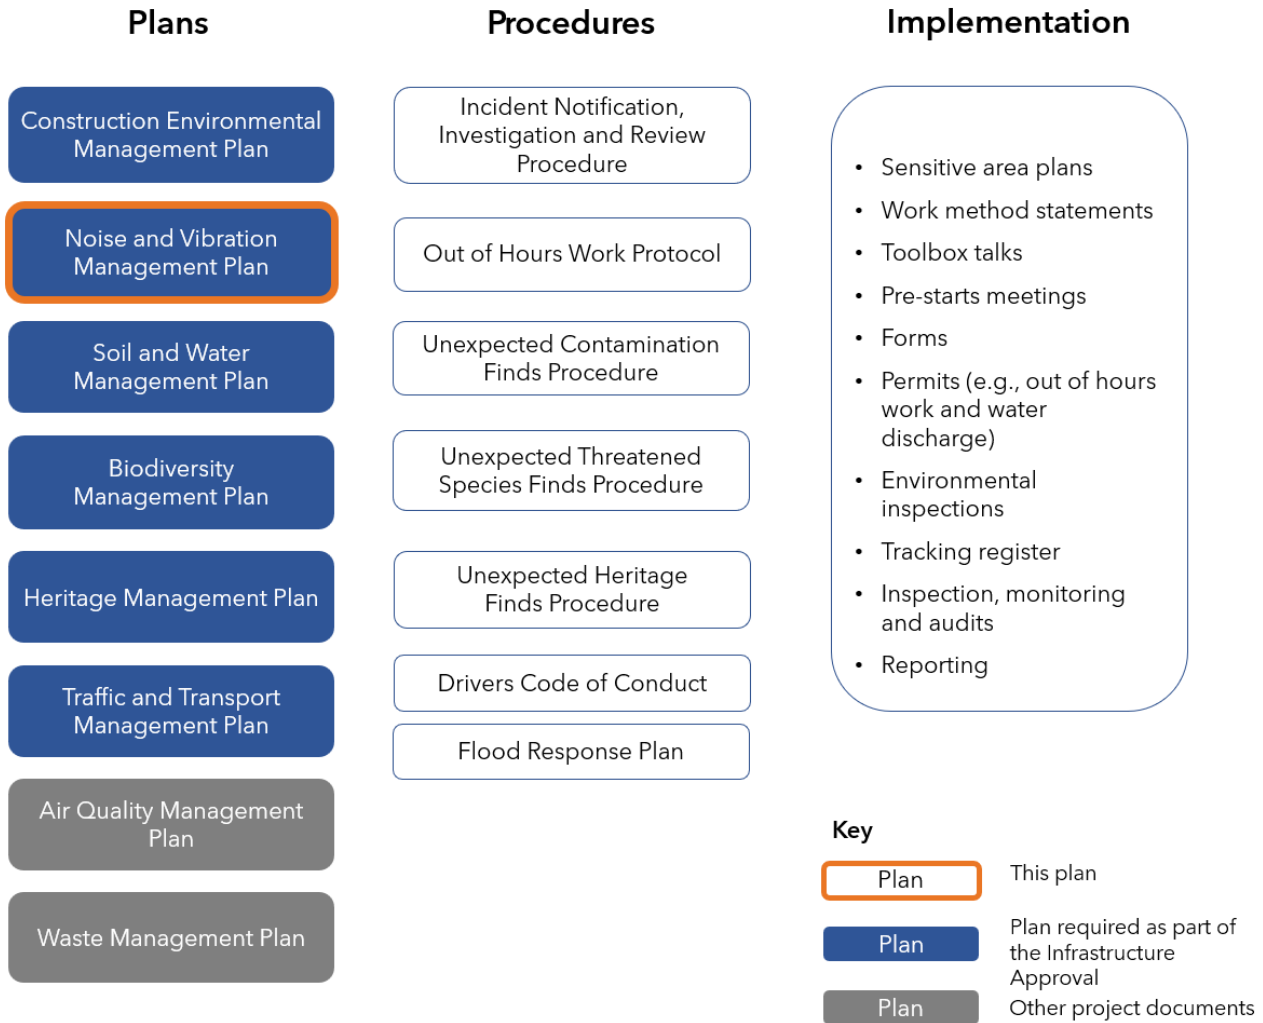 Plans
Procedures
Implementation
Construction Environmental
Management Plan
Noise and Vibration
Management Plan
Soil and Water
Management Plan
Biodiversity
Management Plan
Heritage Management Plan
Traffic and Transport
Management Plan
Air Quality Management
Plan
Waste Management Plan
Incident Notification,
Investigation and Review
Procedure
Out of Hours Work Protocol
Unexpected Contamination
Finds Procedure
Unexpected Threatened
Species Finds Procedure
Unexpected Heritage
Finds Procedure
Drivers Code of Conduct
Flood Response Plan
• Sensitive area plans
• Work method statements
• Toolbox talks
• Pre-starts meetings
• Forms
• Permits (e.g., out of hours
work and water
discharge)
• Environmental
inspections
• Tracking register
• Inspection, monitoring
and audits
• Reporting
Key
Plan
This plan
Plan
Plan required as part of
the Infrastructure
Approval
Plan
Other project documents